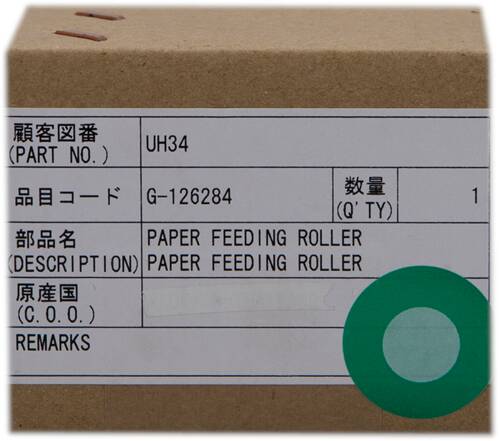 顧客図番
(PART NO.)
UH34
品目コード
G-126284
数量
(Q'TY)
1
部品名
(DESCRIPTION)
PAPER FEEDING ROLLER
PAPER FEEDING ROLLER
原産国
(C.O.O.)
REMARKS